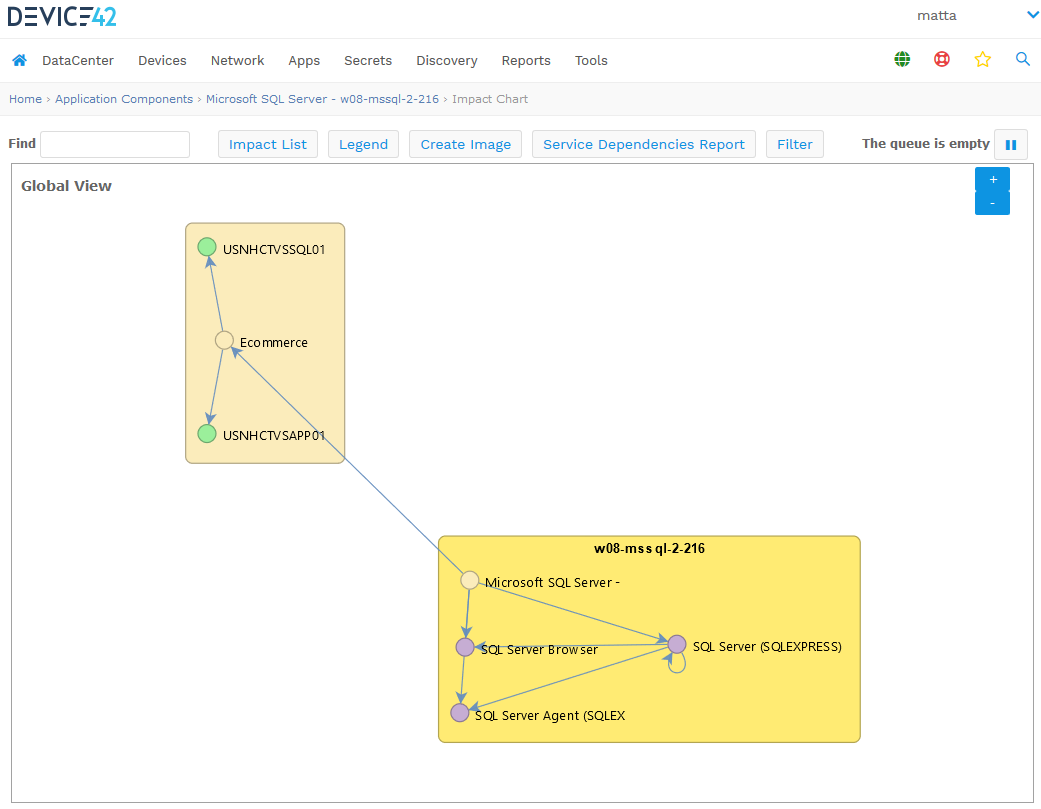 DEVICE42
matta
DataCenter Devices Network Apps Secrets Discovery Reports Tools
Home › Application Components › Microsoft SQL Server - w08-mssql-2-216 › Impact Chart
Find Impact List Legend Create Image Service Dependencies Report Filter The queue is empty
Global View
+
-
USNHCTVSSQL01
Ecommerce
USNHCTVSAPP01
w08-mssql-2-216
Microsoft SQL Server -
SQL Server Browser
SQL Server (SQLEXPRESS)
SQL Server Agent (SQLEX